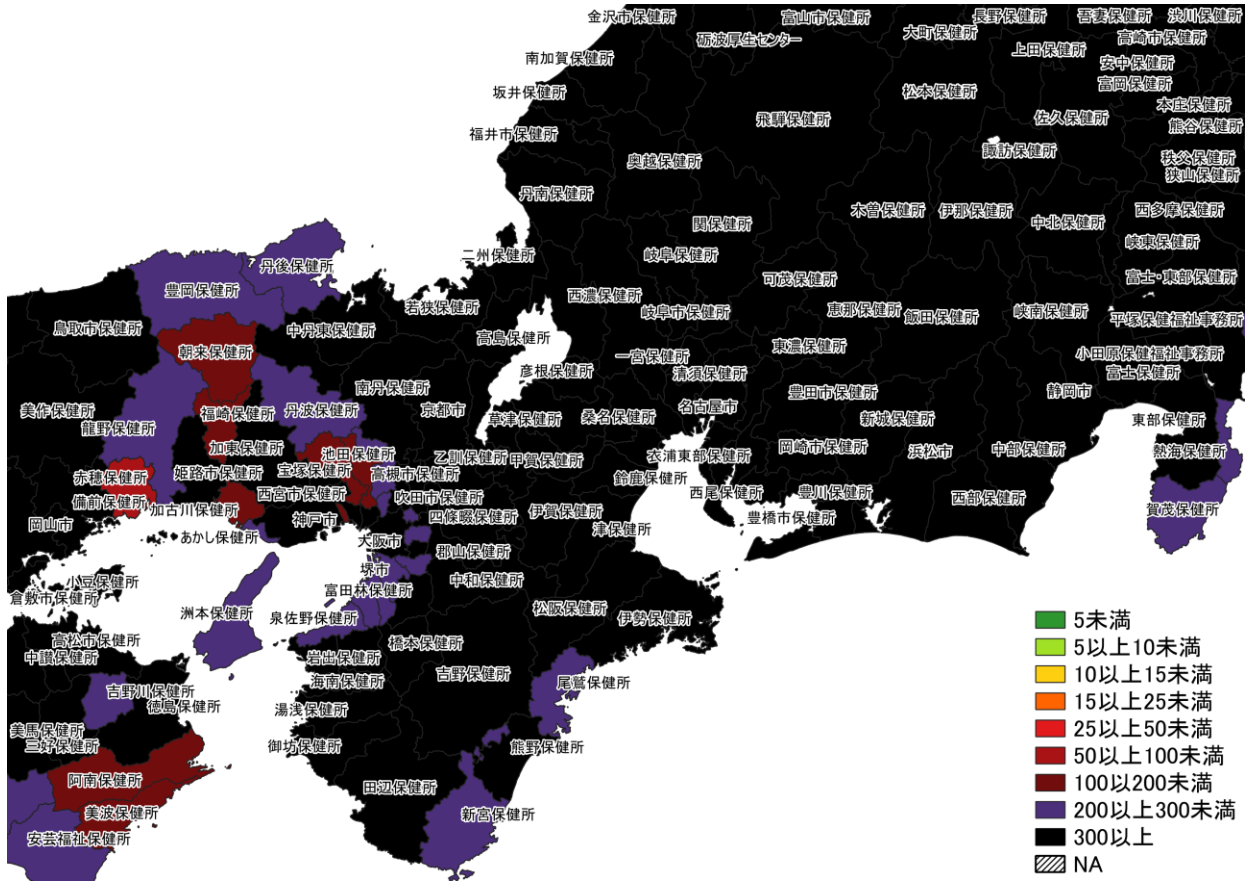 金沢市保健所
富山市保健所
長野保健所
吾妻保健所
渋川保健所
砺波厚生センター
大町保健所
上田保健所
高崎市保健所
南加賀保健所
安中保健所
富岡保健所
坂井保健所
松本保健所
本庄保健所
福井市保健所
飛騨保健所
佐久保健所
熊谷保健所
奥越保健所
諏訪保健所
秩父保健所
狭山保健所
丹南保健所
関保健所
木曽保健所
伊那保健所
中北保健所
西多摩保健所
二州保健所
岐阜保健所
峡東保健所
丹後保健所
豊岡保健所
若狭保健所
西濃保健所
可茂保健所
富士・東部保健所
鳥取市保健所
中丹東保健所
高島保健所
岐阜市保健所
恵那保健所
飯田保健所
峡南保健所
平塚保健福祉事務所
朝来保健所
彦根保健所
一宮保健所
東濃保健所
小田原保健福祉事務所
清須保健所
富士保健所
南丹保健所
豊田市保健所
静岡市
美作保健所
龍野保健所
福崎保健所
丹波保健所
京都市
草津保健所
桑名保健所
名古屋市
新城保健所
東部保健所
加東保健所
池田保健所
乙訓保健所
甲賀保健所
衣浦東部保健所
岡崎市保健所
浜松市
中部保健所
熱海保健所
赤穂保健所
姫路市保健所
宝塚保健所
高槻市保健所
鈴鹿保健所
備前保健所
加古川保健所
西宮市保健所
吹田市保健所
西尾保健所
豊川保健所
西部保健所
岡山市
神戸市
四條畷保健所
伊賀保健所
津保健所
豊橋市保健所
賀茂保健所
あかし保健所
大阪市
郡山保健所
小豆保健所
堺市
中和保健所
倉敷市保健所
富田林保健所
洲本保健所
泉佐野保健所
松阪保健所
伊勢保健所
高松市保健所
橋本保健所
中讃保健所
岩出保健所
吉野保健所
吉野川保健所
海南保健所
尾鷲保健所
徳島保健所
湯浅保健所
美馬保健所
三好保健所
御坊保健所
熊野保健所
阿南保健所
田辺保健所
美波保健所
新宮保健所
安芸福祉保健所
5未満
5以上10未満
10以上15未満
15以上25未満
25以上50未満
50以上100未満
100以200未満
200以上300未満
300以上
NA